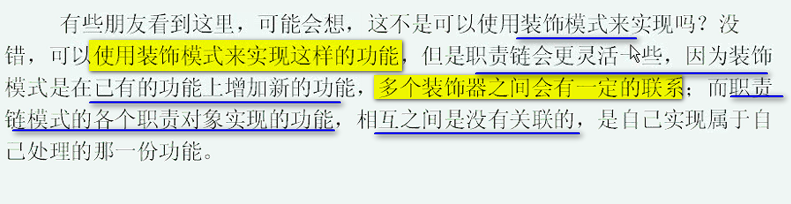 有些朋友看到这里，可能会想，这不是可以使用装饰模式来实现吗？没
错，可以使用装饰模式来实现这样的功能，但是职责链会更灵活一些，因为装饰
模式是在已有的功能上增加新的功能，多个装饰器之间会有一定的联系；而职责
链模式的各个职责对象实现的功能，相互之间是没有关联的，是自己实现属于自
己处理的那一份功能。